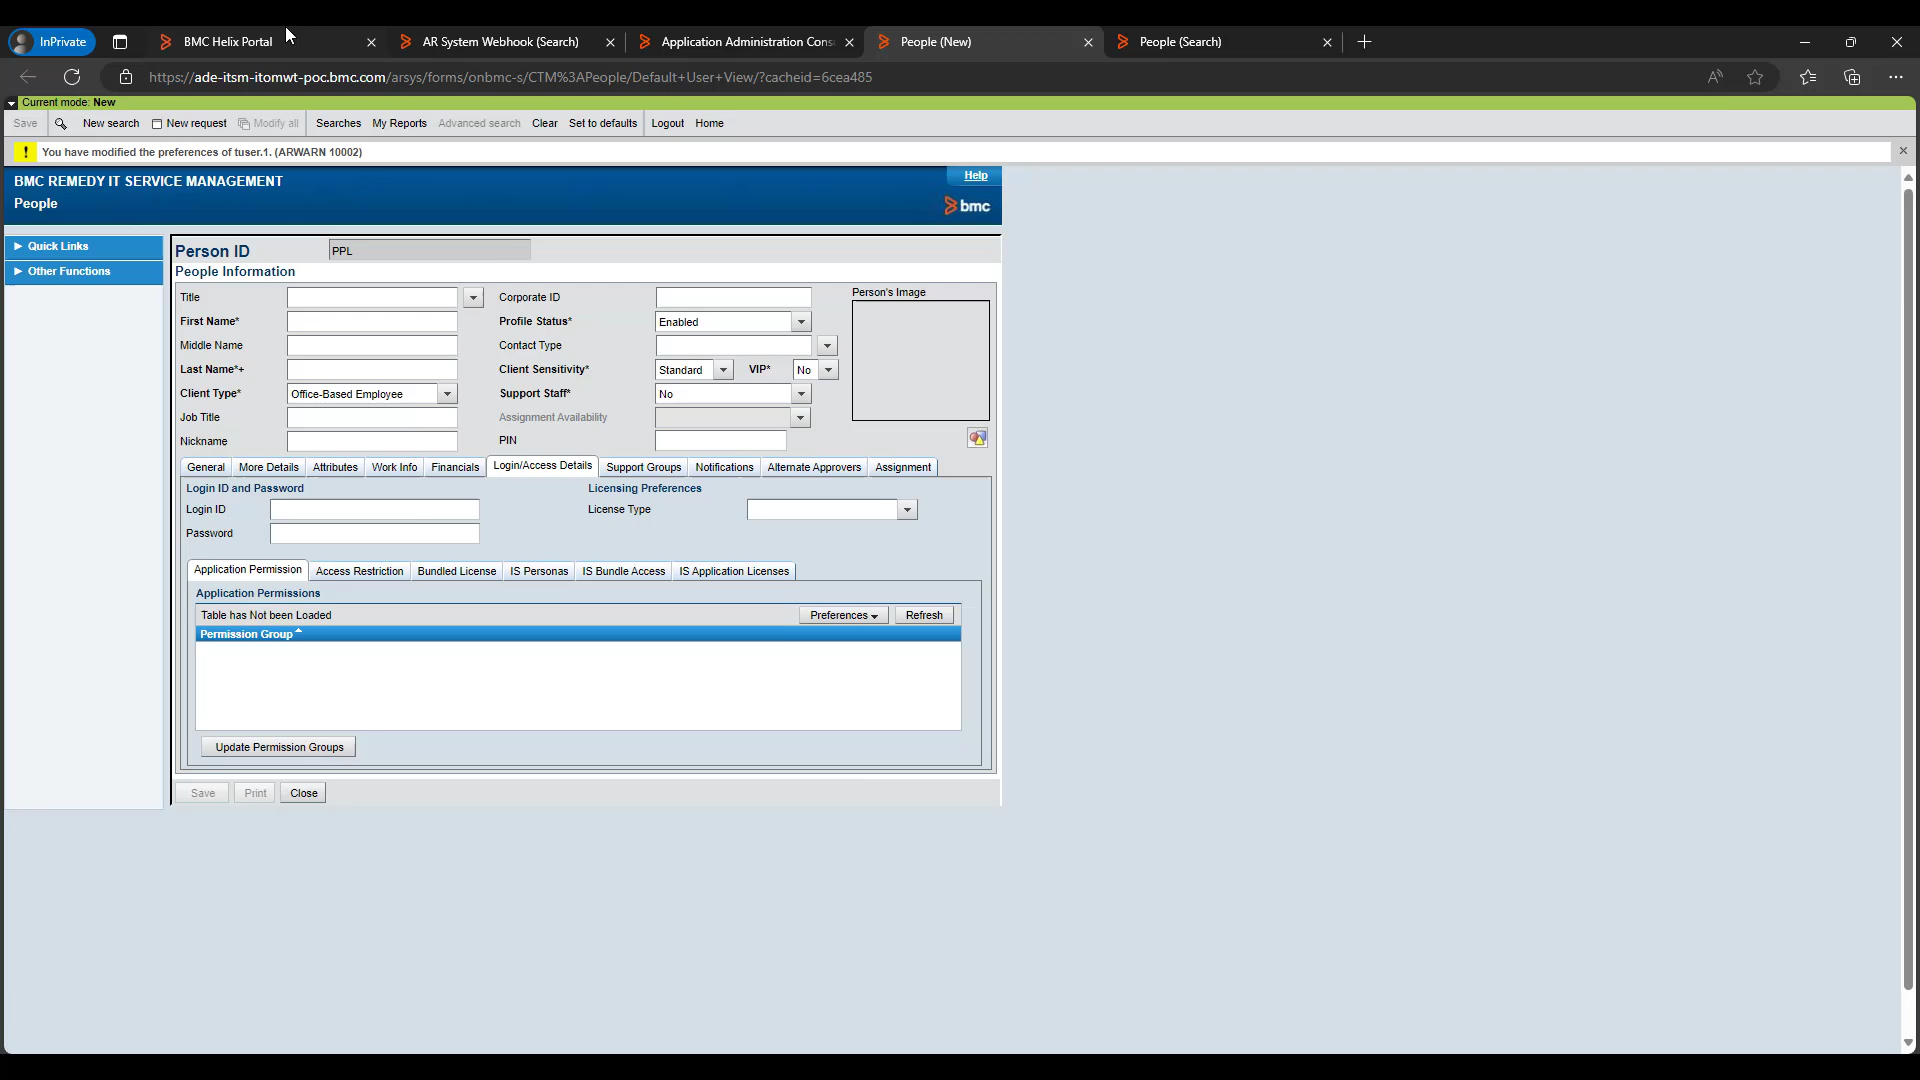 InPrivate
BMC Helix Portal
AR System Webhook (Search)
Application Administration Cons
People (New)
People (Search)
https://ade-itsm-itomwt-poc.bmc.com/arsys/forms/onbmc-s/CTM%3APeople/Default+User+View/?cacheid=6cea485
Current mode: New
Save
New search
New request
Modify all
Searches
My Reports
Advanced search
Clear
Set to defaults
Logout
Home
! You have modified the preferences of tuser.1. (ARWARN 10002)
BMC REMEDY IT SERVICE MANAGEMENT
Help
People
bmc
Quick Links
Other Functions
Person ID PPL
People Information
Title
Corporate ID
Person's Image
First Name*
Profile Status* Enabled
Middle Name
Contact Type
Last Name*+
Client Sensitivity* Standard VIP* No
Client Type* Office-Based Employee
Support Staff* No
Job Title
Assignment Availability
Nickname
PIN
General More Details Attributes Work Info Financials Login/Access Details Support Groups Notifications Alternate Approvers Assignment
Login ID and Password
Licensing Preferences
Login ID
License Type
Password
Application Permission Access Restriction Bundled License IS Personas IS Bundle Access IS Application Licenses
Application Permissions
Table has Not been Loaded
Preferences
Refresh
Permission Group
Update Permission Groups
Save
Print
Close